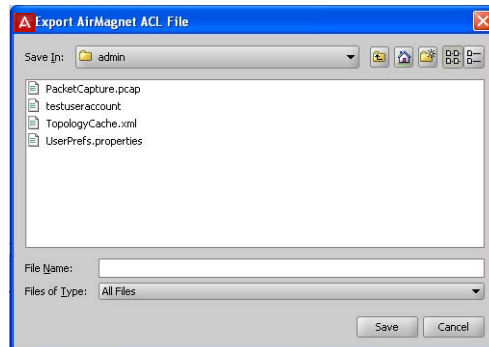 Export AirMagnet ACL File
Save In: admin
PacketCapture.pcap
testuseraccount
TopologyCache.xml
UserPrefs.properties
File Name:
Files of Type: All Files
Save Cancel